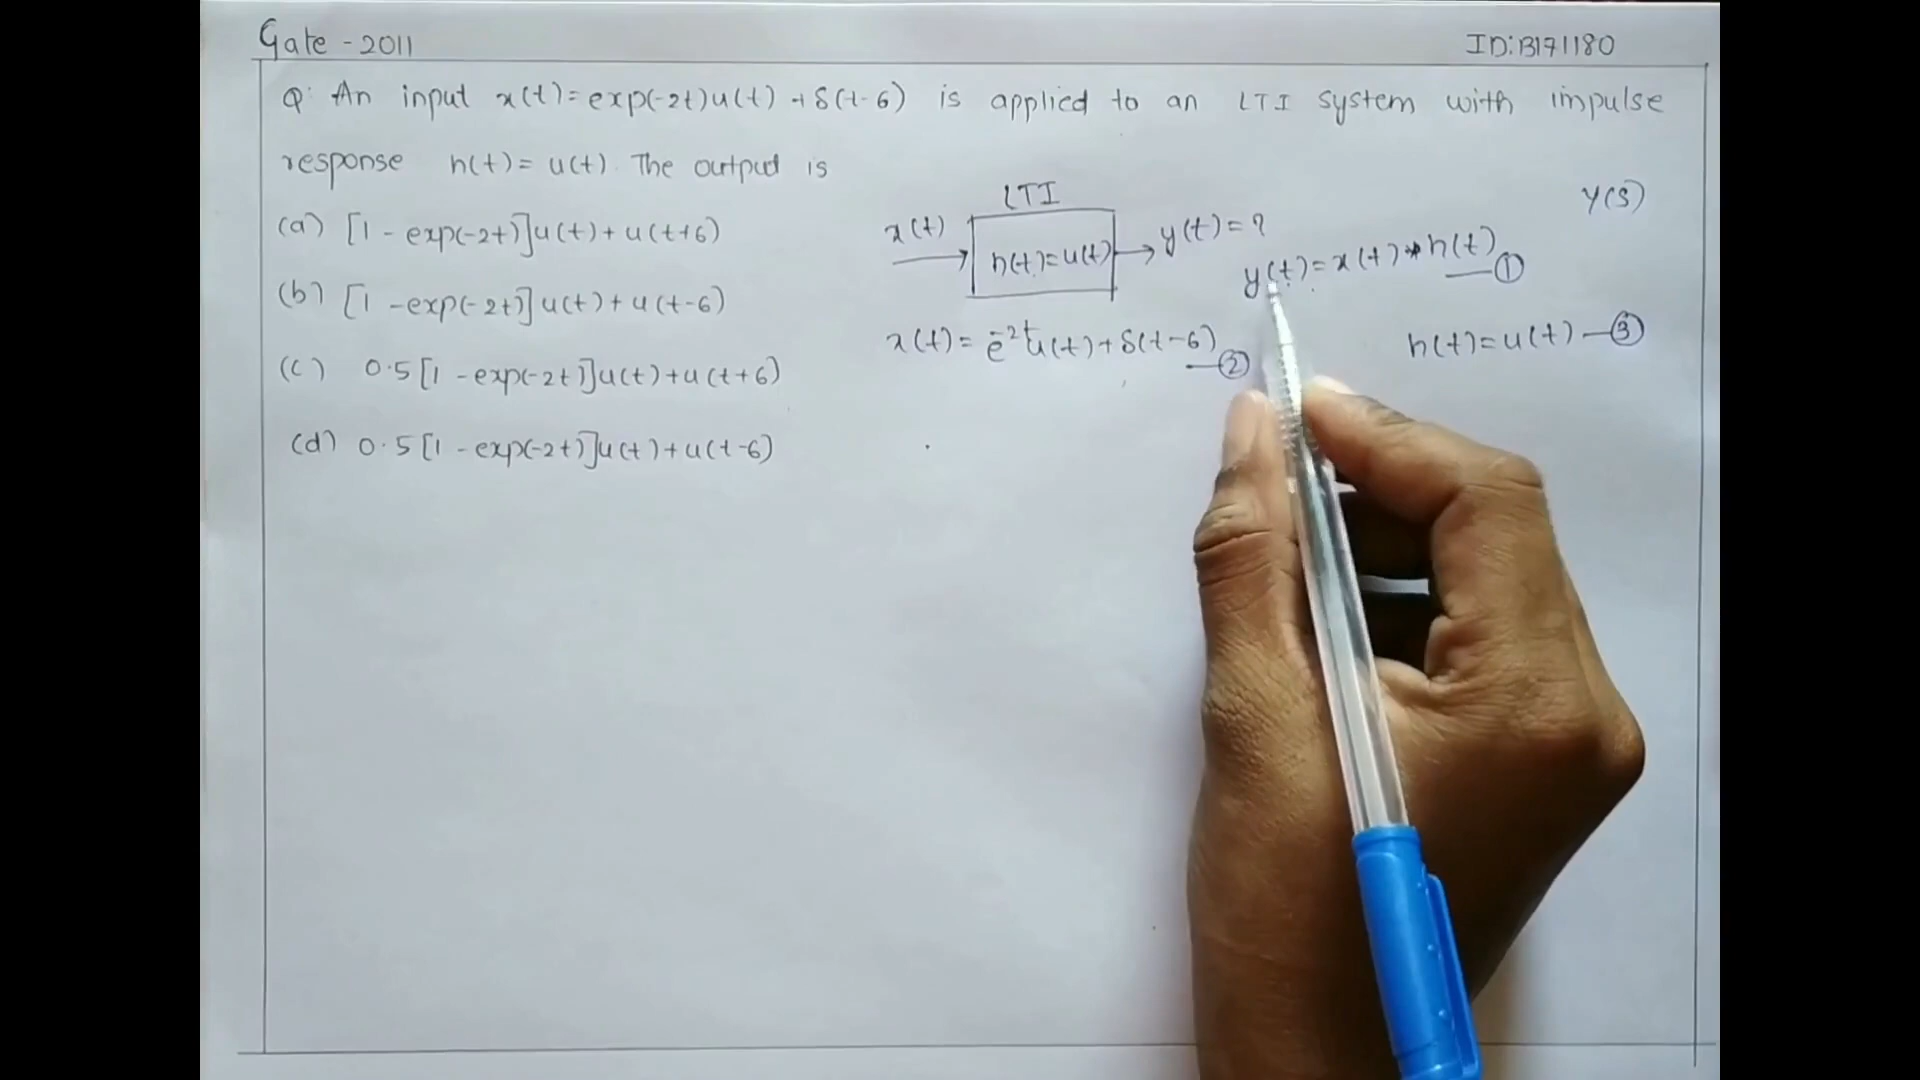 Gate - 2011
ID:B171180
Q: An input x(t)=exp(-2t)u(t)+δ(t-6) is applied to an LTI system with impulse
response h(t)= u(t). The output is
(a) [1 - exp(-2t)]u(t)+u(t+6)
(b) [1 -exp(-2t)]u(t)+u(t-6)
(c) 0.5[1 -exp(-2t)]u(t)+u(t+6)
(d) 0.5[1 -exp(-2t)]u(t)+u(t-6)
LTI
x(t)
h(t)=u(t)
y(t)=?
Y(S)
y(t)=x(t)*h(t) —①
x(t)= e^-2t u(t)+δ(t-6) —②
h(t)=u(t) —③